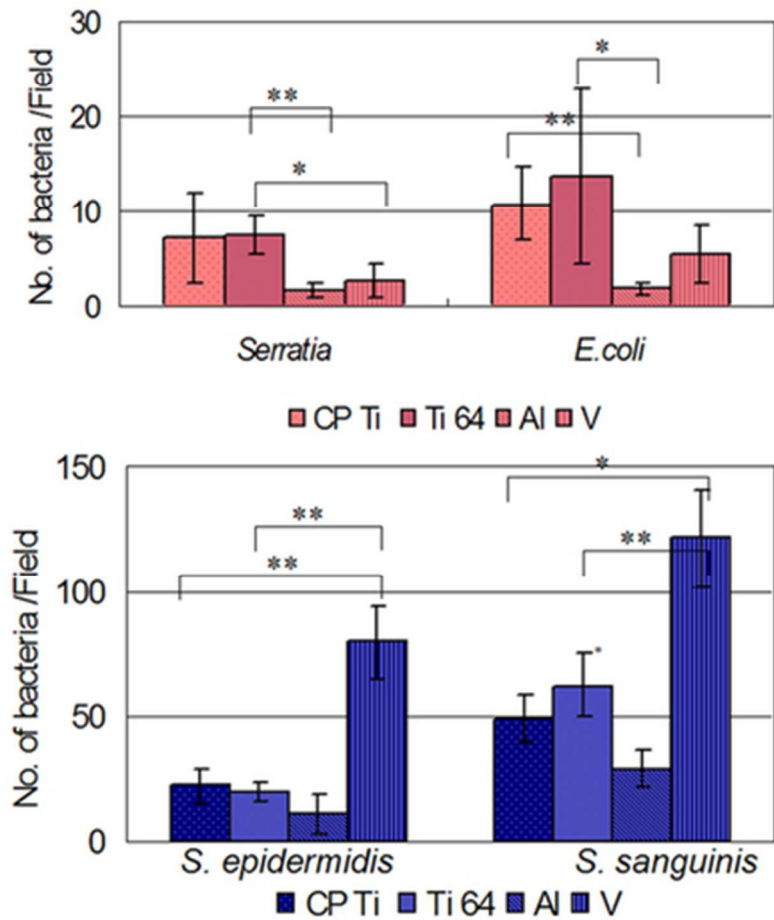 No. of bacteria /Field
30
20
10
0
**
*
**
*
Serratia
E.coli
CP Ti Ti 64 Al V
No. of bacteria /Field
150
100
50
0
**
**
*
**
*
S. epidermidis
S. sanguinis
CP Ti Ti 64 Al V